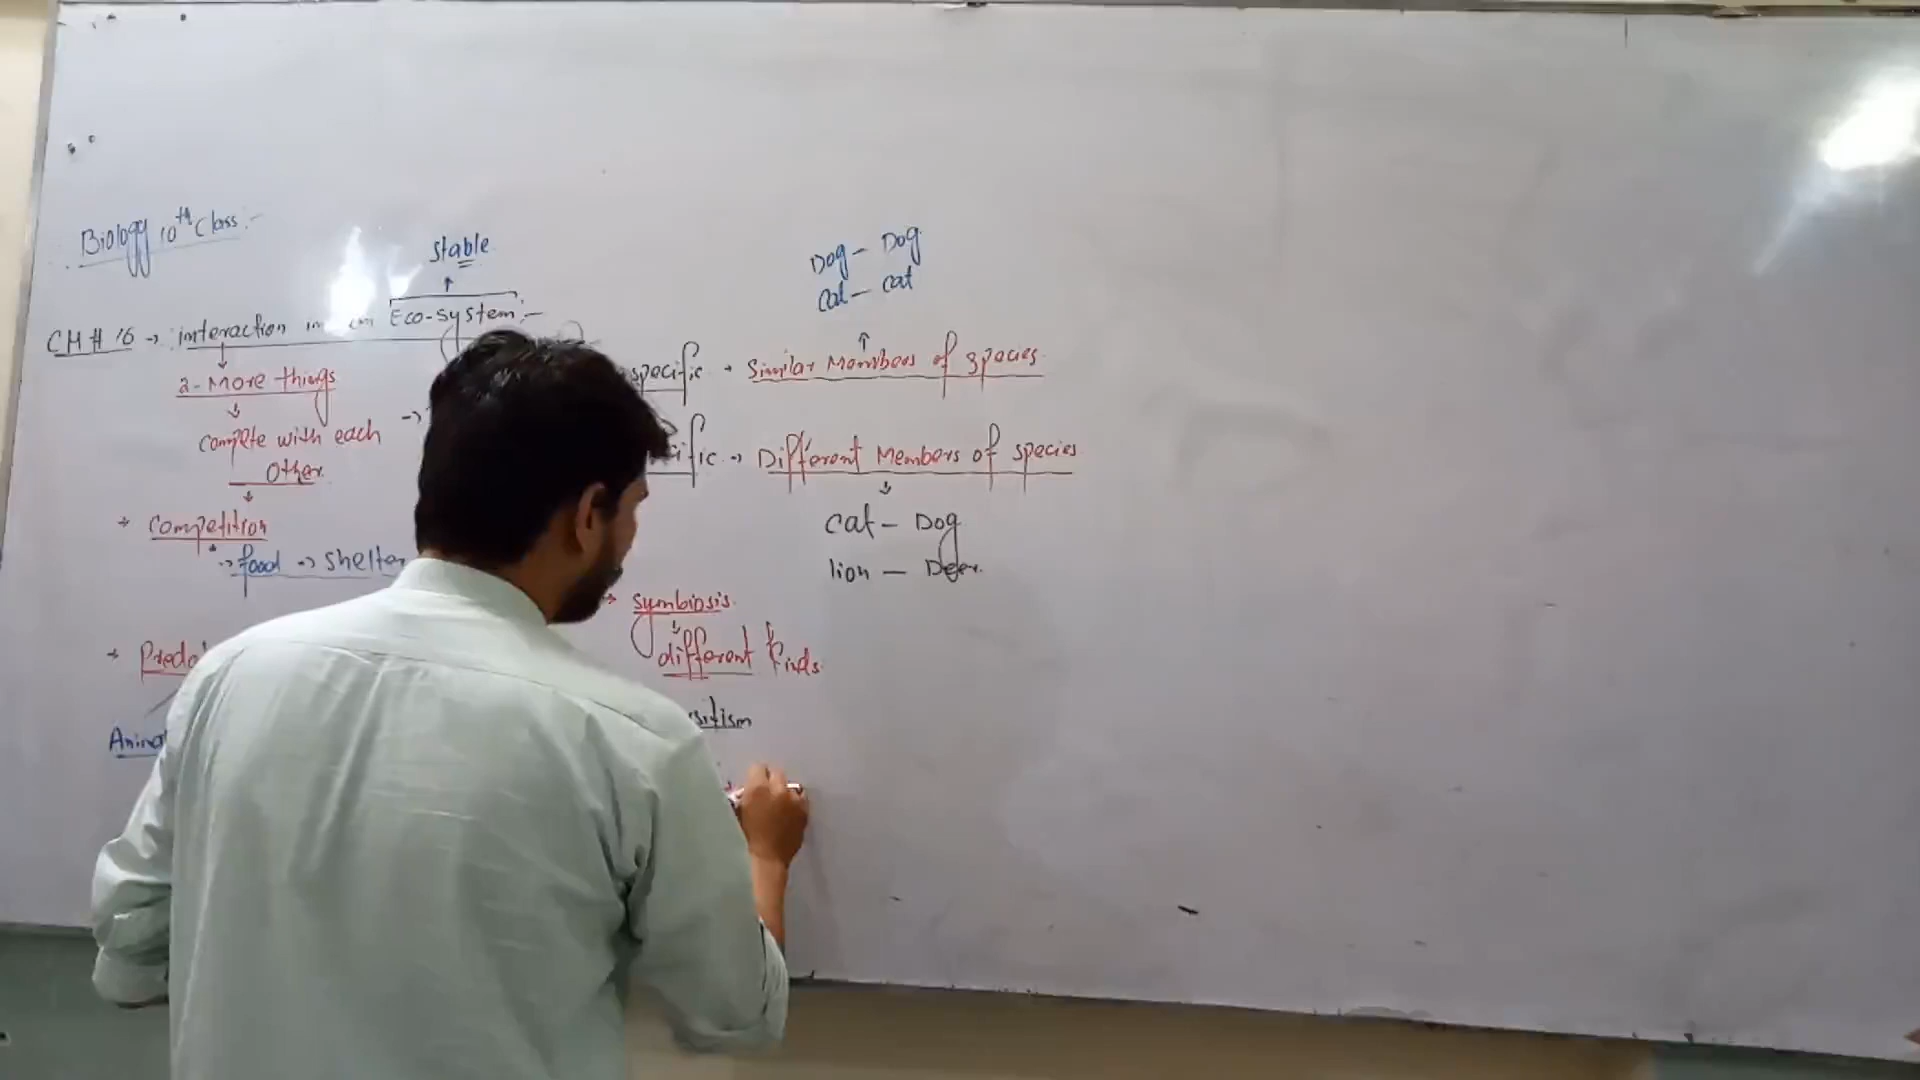 Biology 10th Class:-
stable
↑
CH # 16 → interaction in an Eco-system:-
2-More things
compete with each
Other
→ Competition
→ food → shelter
Dog - Dog
Cat - cat
specific → Similar Members of species
→ Different Members of species
cat - Dog
lion - Deer
→ symbiosis
different kinds